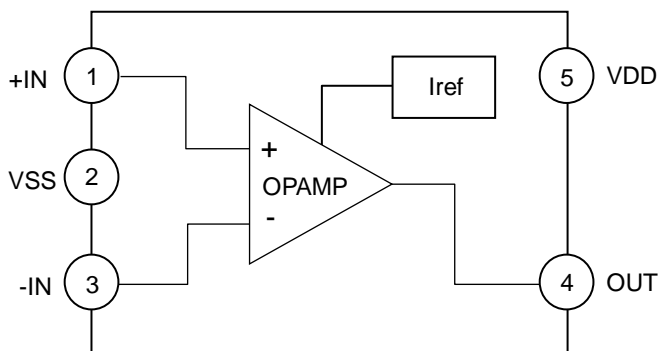 +IN
1
Iref
5
VDD
+
VSS
2
OPAMP
-
-IN
3
4
OUT